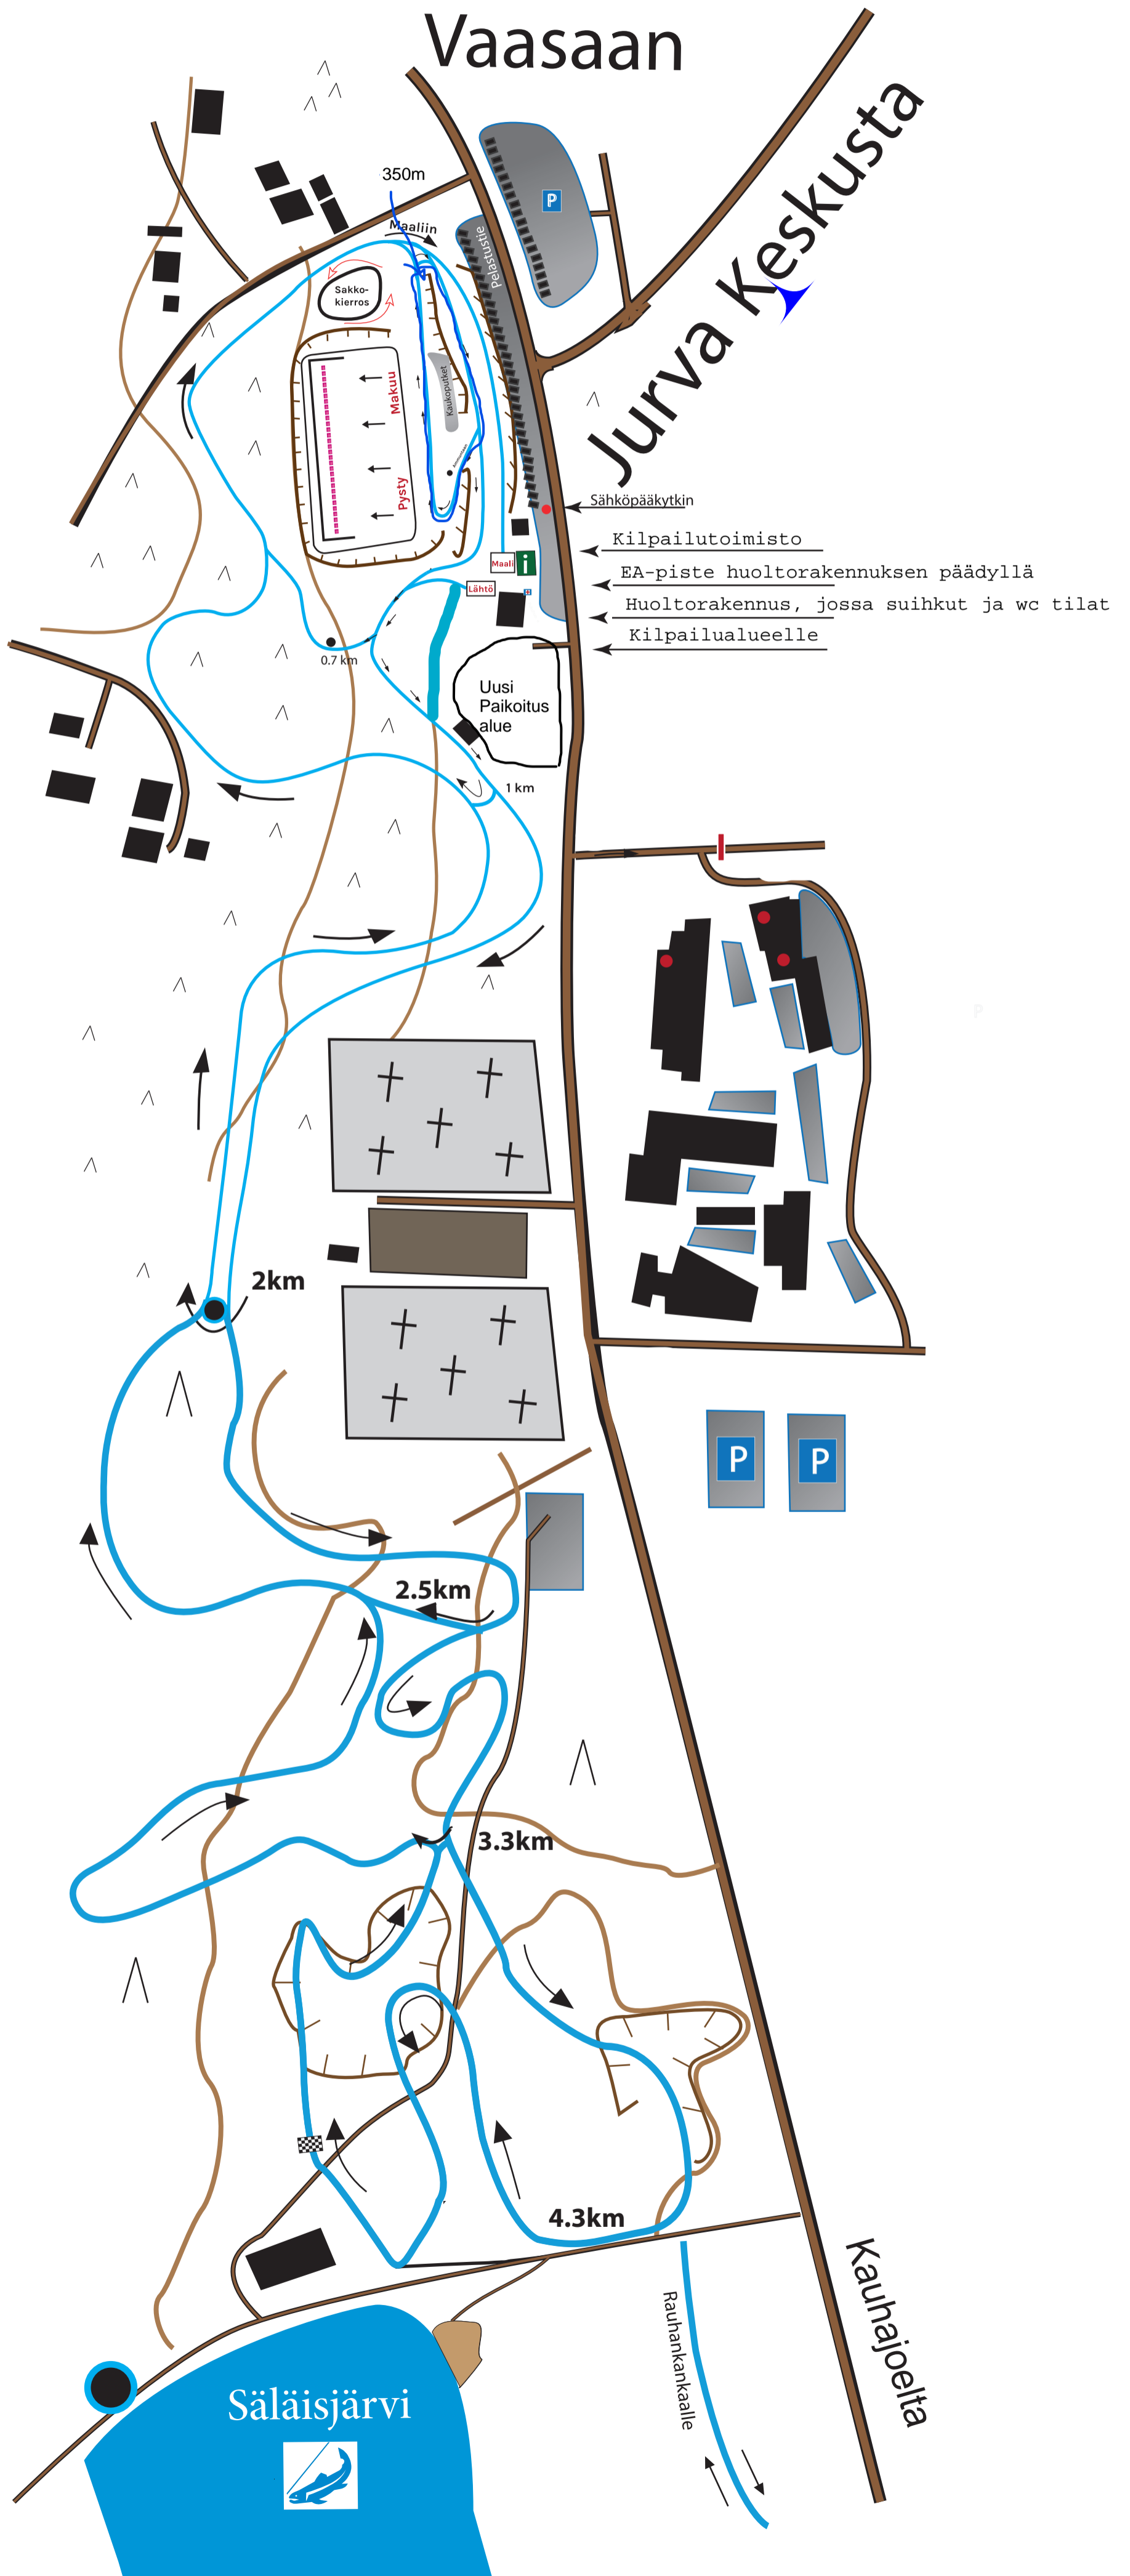 Vaasaan
Jurva Keskusta
350m
Maaliin
P
Pelastustie
Sakko-
kierros
Kaukoputket
Makuu
Pysty
Sähköpääkytkin
Kilpailutoimisto
EA-piste huoltorakennuksen päädyllä
Huoltorakennus, jossa suihkut ja wc tilat
Kilpailualueelle
Maali
i
Lähtö
0.7 km
Uusi
Paikoitus
alue
1 km
P
2km
P
P
2.5km
3.3km
4.3km
Kauhajoelta
Rauhankankaalle
Säläisjärvi